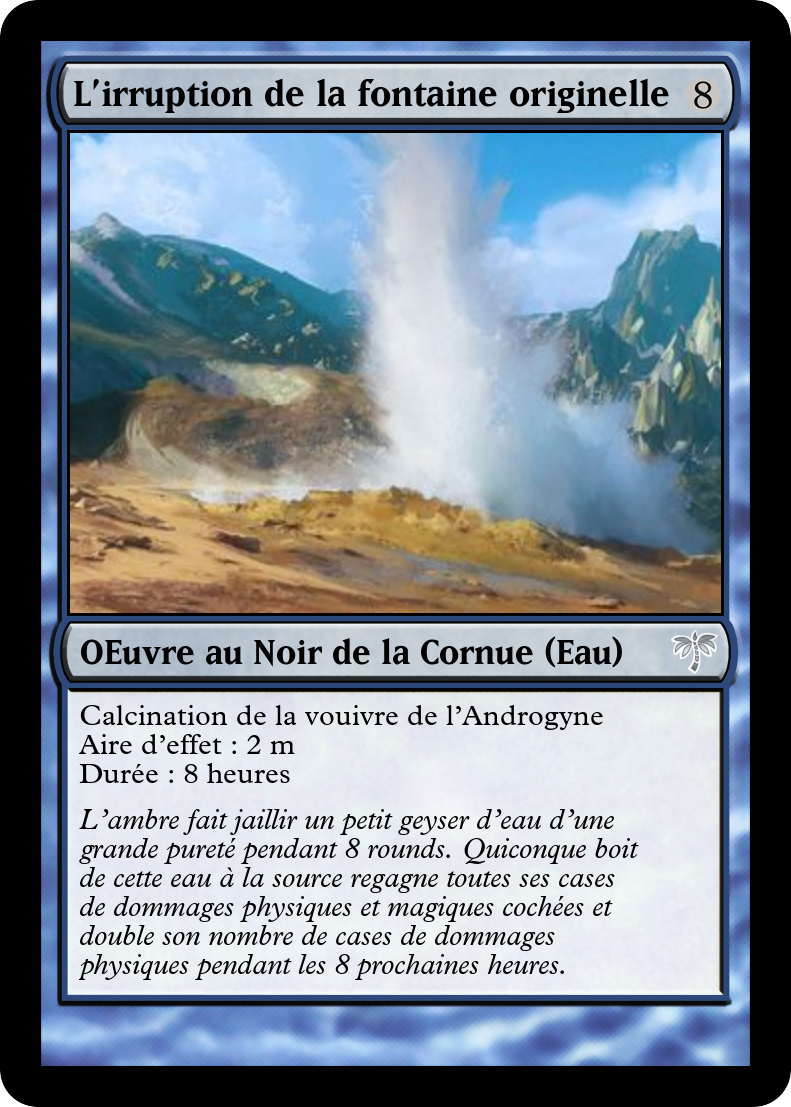 L'irruption de la fontaine originelle 8
OEuvre au Noir de la Cornue (Eau)
Calcination de la vouivre de l'Androgyne
Aire d'effet : 2 m
Durée : 8 heures
L'ambre fait jaillir un petit geyser d'eau d'une
grande pureté pendant 8 rounds. Quiconque boit
de cette eau à la source regagne toutes ses cases
de dommages physiques et magiques cochées et
double son nombre de cases de dommages
physiques pendant les 8 prochaines heures.